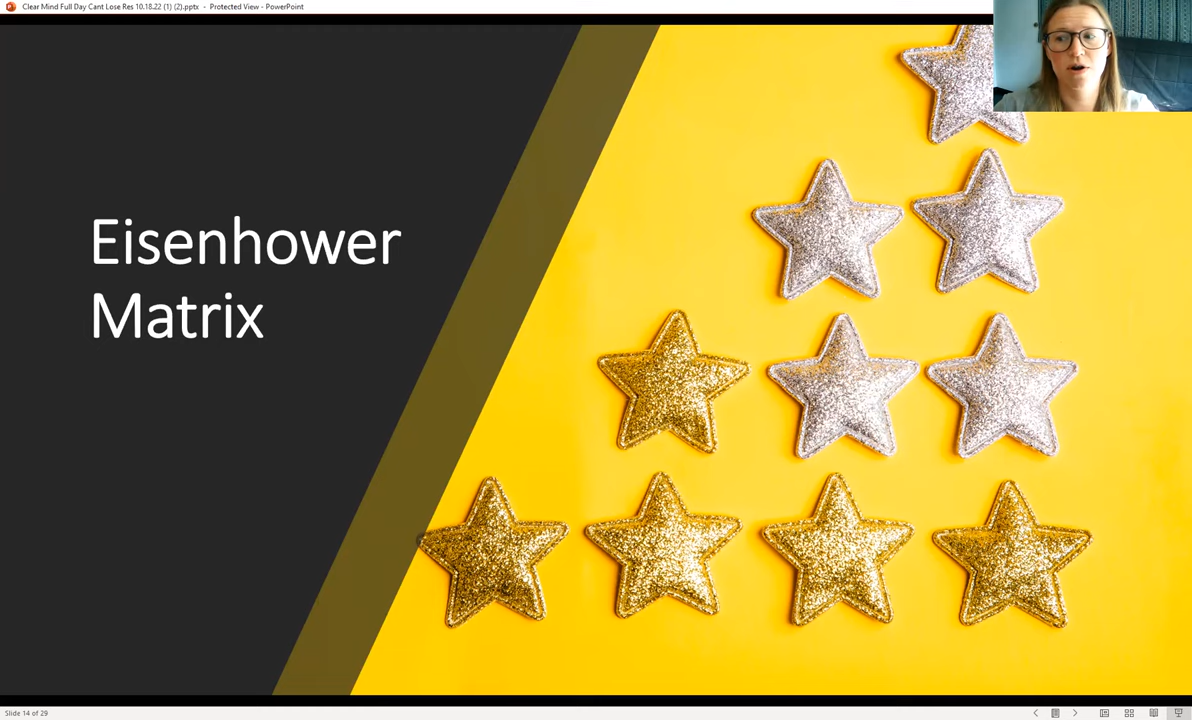 Clear Mind Full Day Cant Lose Res 10.18.22 (1) (2).pptx - Protected View - PowerPoint
Eisenhower
Matrix
Slide 14 of 29